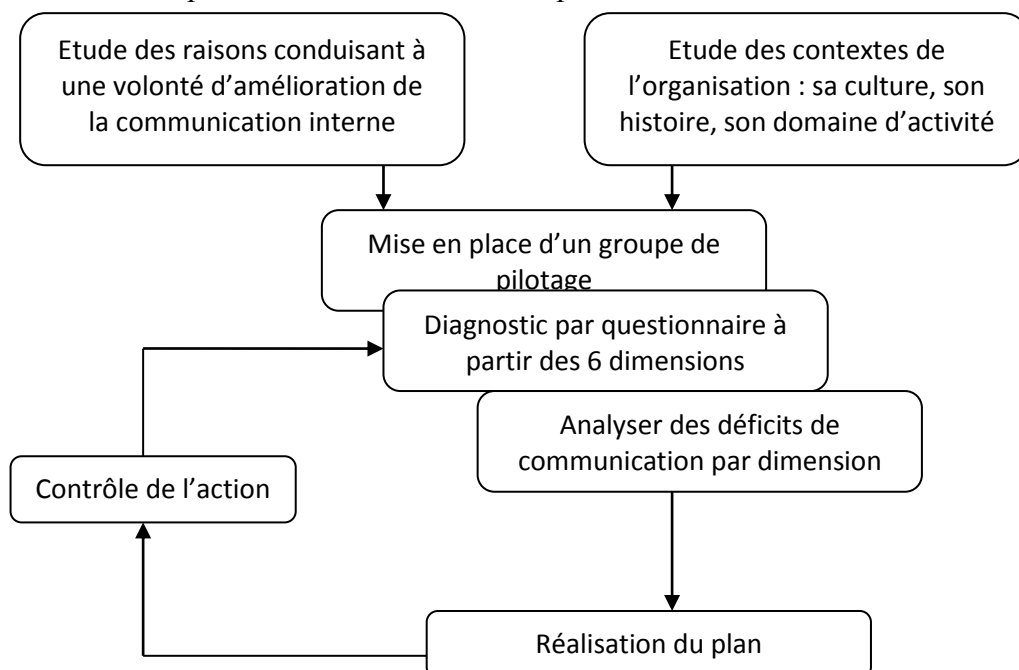 Etude des raisons conduisant à
une volonté d’amélioration de
la communication interne
Etude des contextes de
l’organisation : sa culture, son
histoire, son domaine d’activité
Mise en place d’un groupe de
pilotage
Diagnostic par questionnaire à
partir des 6 dimensions
Analyser des déficits de
communication par dimension
Contrôle de l’action
Réalisation du plan